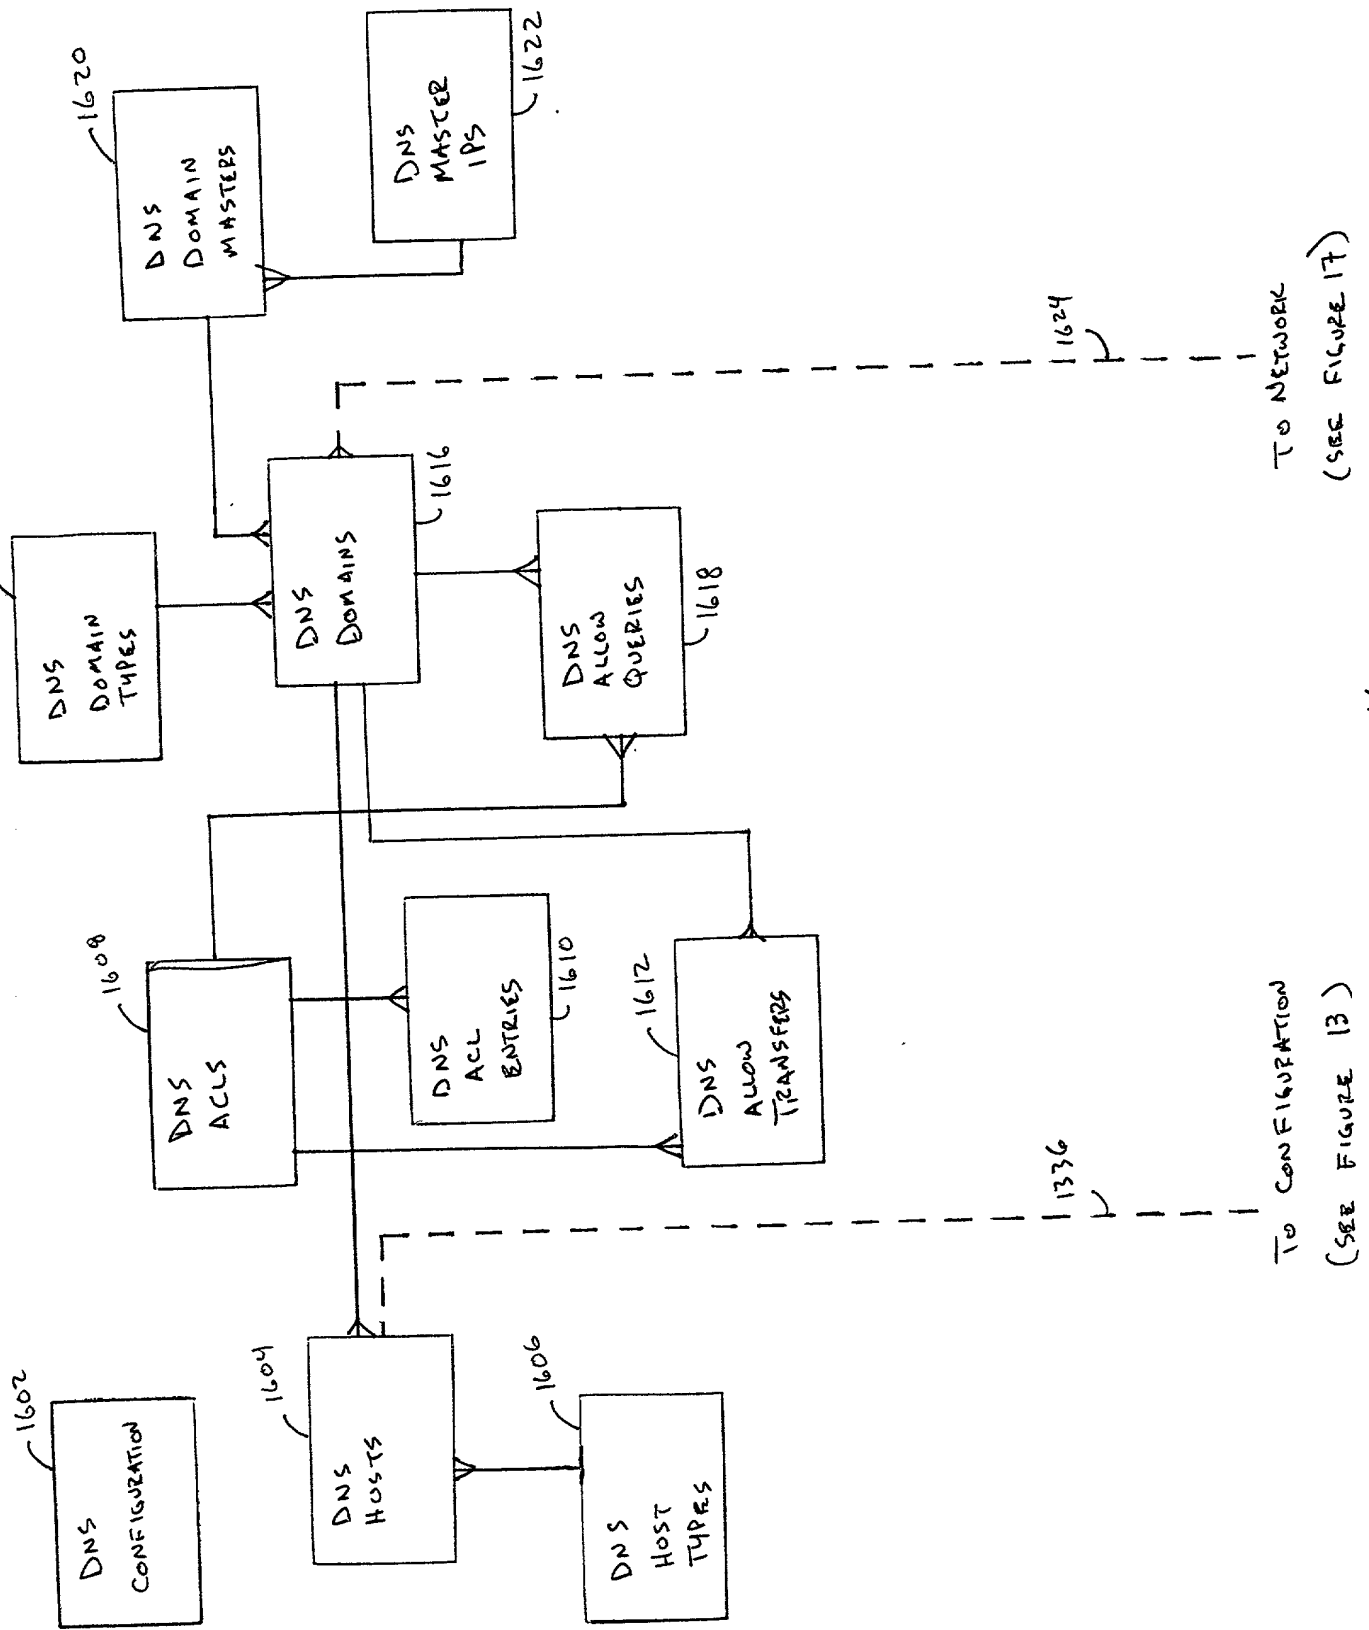 1602
DNS
CONFIGURATION
1604
DNS
HOSTS
1606
DNS
HOST
TYPES
1608
DNS
ACLS
DNS
ACL
ENTRIES
1610
1612
DNS
ALLOW
TRANSFERS
DNS
DOMAIN
TYPES
DNS
DOMAINS
1616
DNS
ALLOW
QUERIES
1618
1620
DNS
DOMAIN
MASTERS
DNS
MASTER
IPS
1622
1336
TO CONFIGURATION
(SEE FIGURE 13)
1624
TO NETWORK
(SEE FIGURE 17)